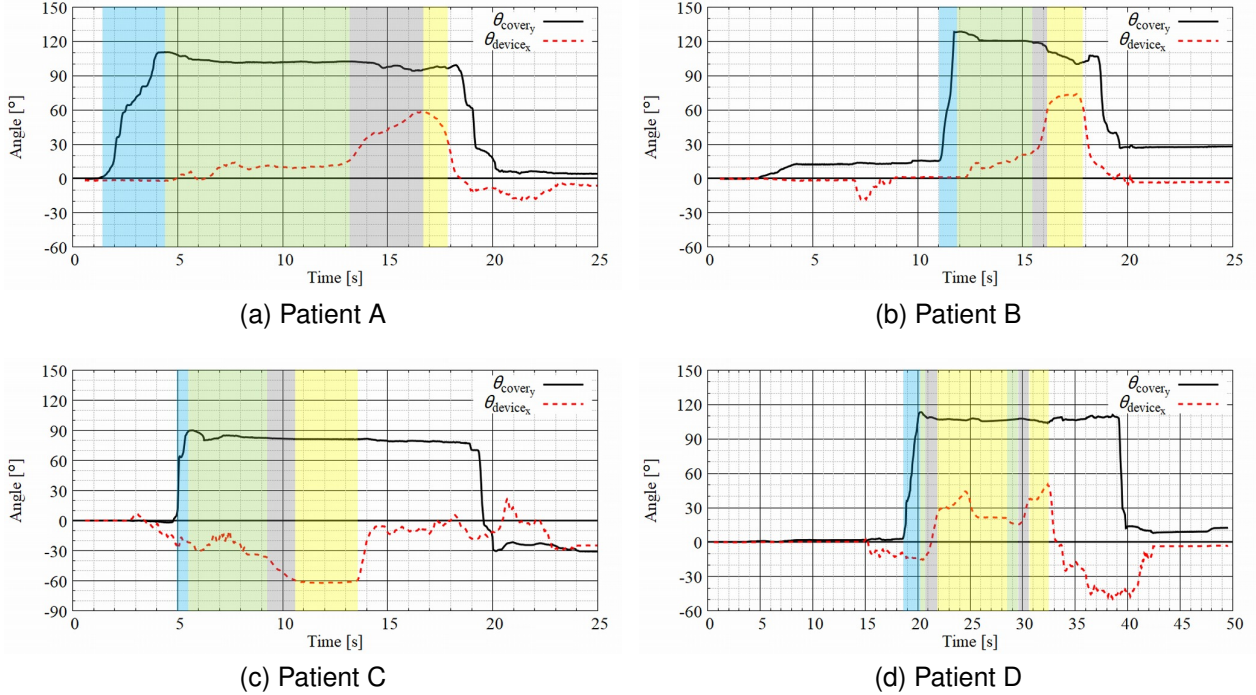 150
120
90
60
30
0
-30
-60
Angle [°]
θcovery
θdevicex
0 5 10 15 20 25
Time [s]
(a) Patient A
150
120
90
60
30
0
-30
-60
Angle [°]
θcovery
θdevicex
0 5 10 15 20 25
Time [s]
(b) Patient B
150
120
90
60
30
0
-30
-60
-90
Angle [°]
θcovery
θdevicex
0 5 10 15 20 25
Time [s]
(c) Patient C
150
120
90
60
30
0
-30
-60
Angle [°]
θcovery
θdevicex
0 5 10 15 20 25 30 35 40 45 50
Time [s]
(d) Patient D